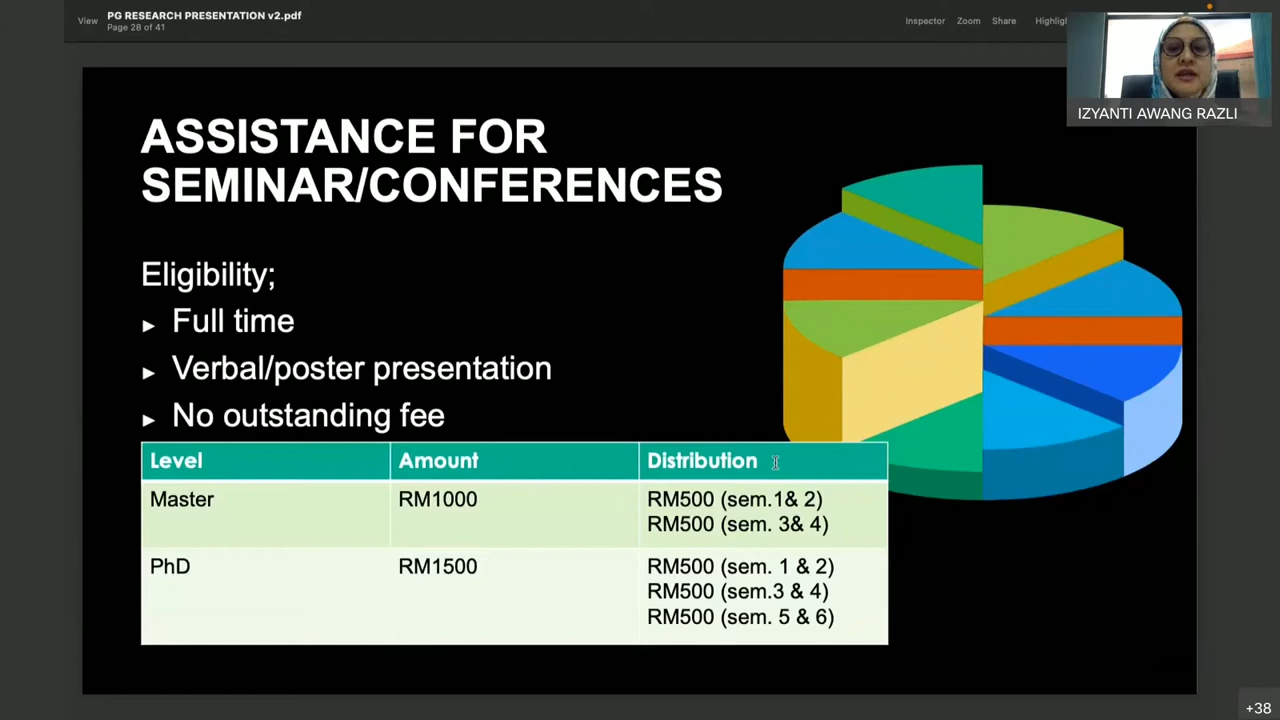 View
PG RESEARCH PRESENTATION v2.pdf
Page 28 of 41
Inspector
Zoom
Share
IZYANTI AWANG RAZLI
ASSISTANCE FOR
SEMINAR/CONFERENCES
Eligibility;
Full time
Verbal/poster presentation
No outstanding fee
Level Amount Distribution
Master RM1000 RM500 (sem.1& 2)
RM500 (sem. 3& 4)
PhD RM1500 RM500 (sem. 1 & 2)
RM500 (sem.3 & 4)
RM500 (sem. 5 & 6)
+38